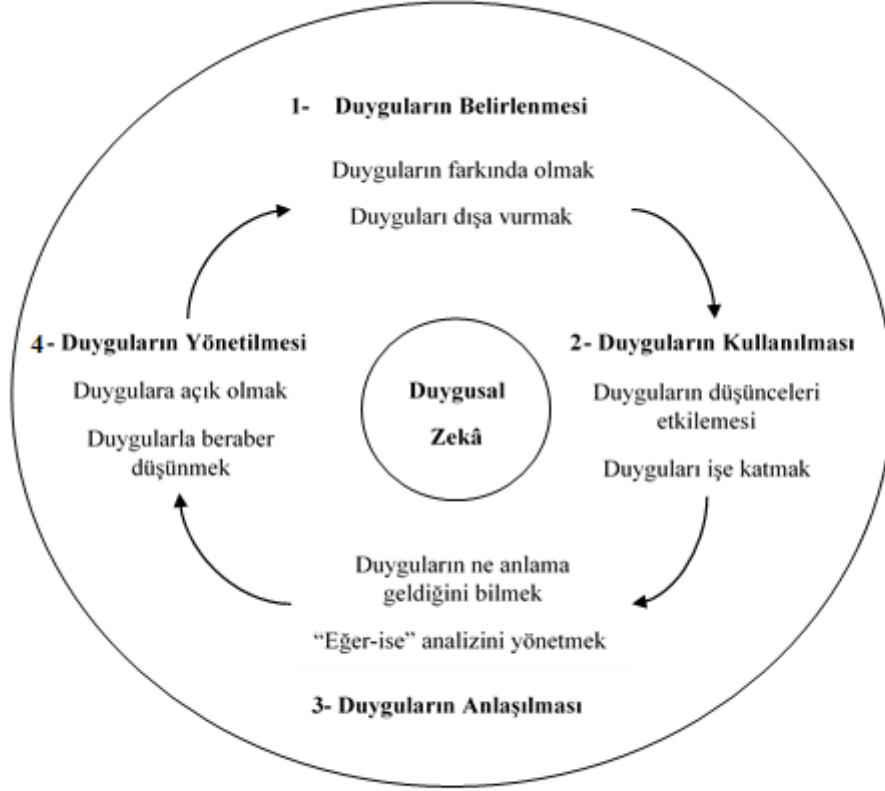 1- Duyguların Belirlenmesi
Duyguların farkında olmak
Duyguları dışa vurmak
2- Duyguların Kullanılması
Duyguların düşünceleri
etkilemesi
Duyguları işe katmak
Duyguların ne anlama
geldiğini bilmek
“Eğer-ise” analizini yönetmek
3- Duyguların Anlaşılması
4- Duyguların Yönetilmesi
Duygulara açık olmak
Duygularla beraber
düşünmek
Duygusal
Zekâ